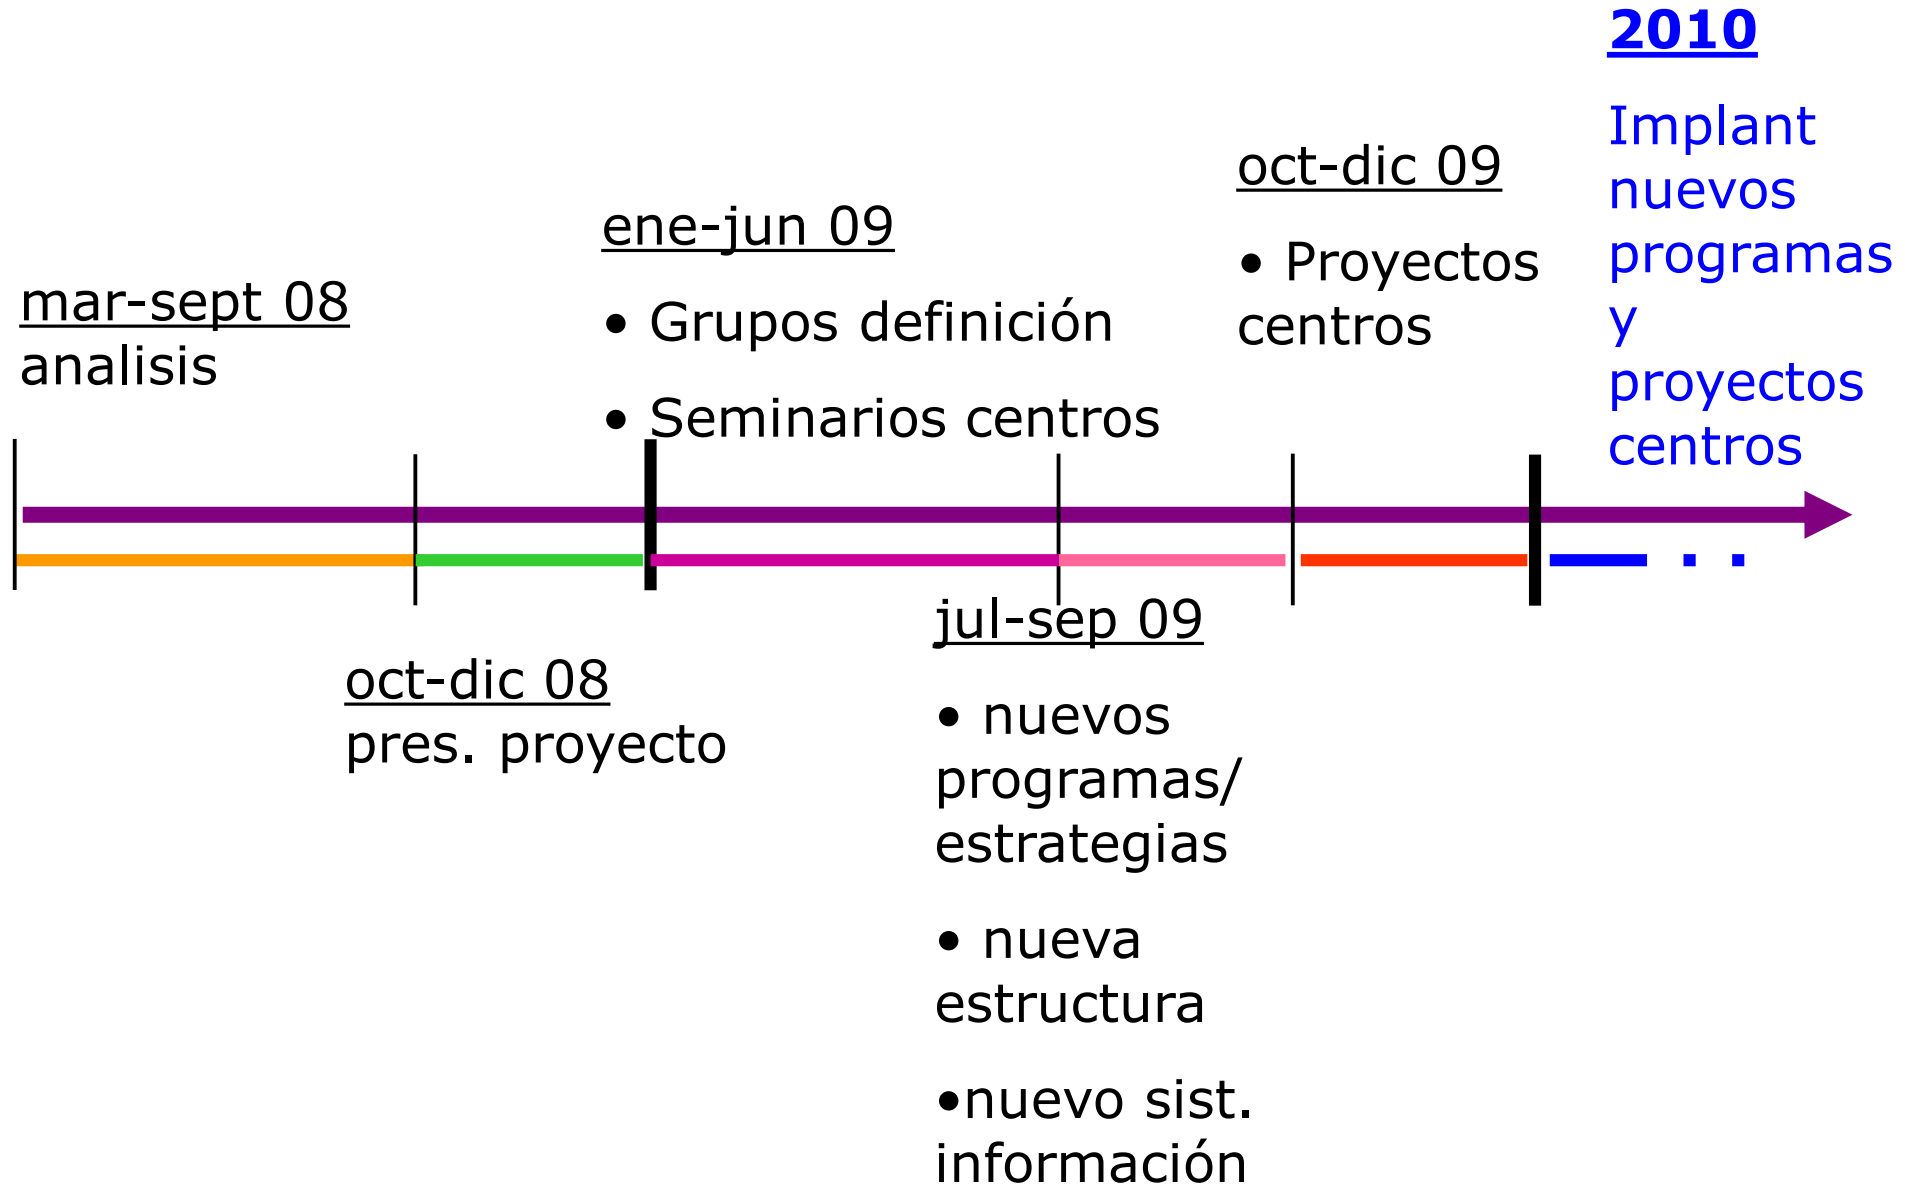 mar-sept 08
analisis
oct-dic 08
pres. proyecto
ene-jun 09
• Grupos definición
• Seminarios centros
jul-sep 09
• nuevos
programas/
estrategias
• nueva
estructura
•nuevo sist.
información
oct-dic 09
• Proyectos
centros
2010
Implant
nuevos
programas
y
proyectos
centros